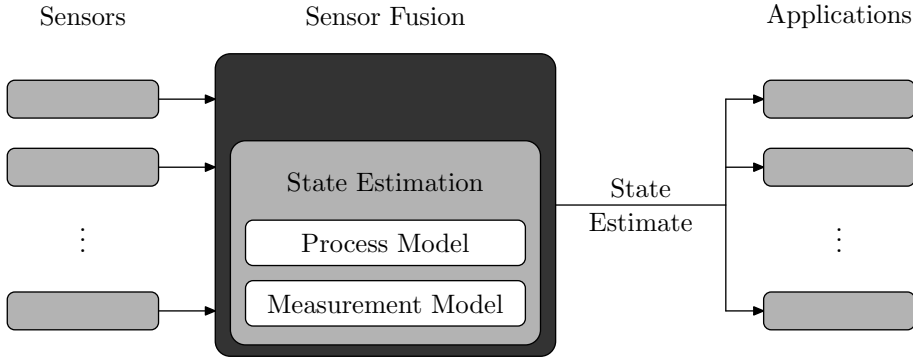 Sensors
Sensor Fusion
Applications
State Estimation
Process Model
Measurement Model
State
Estimate
⋮
⋮